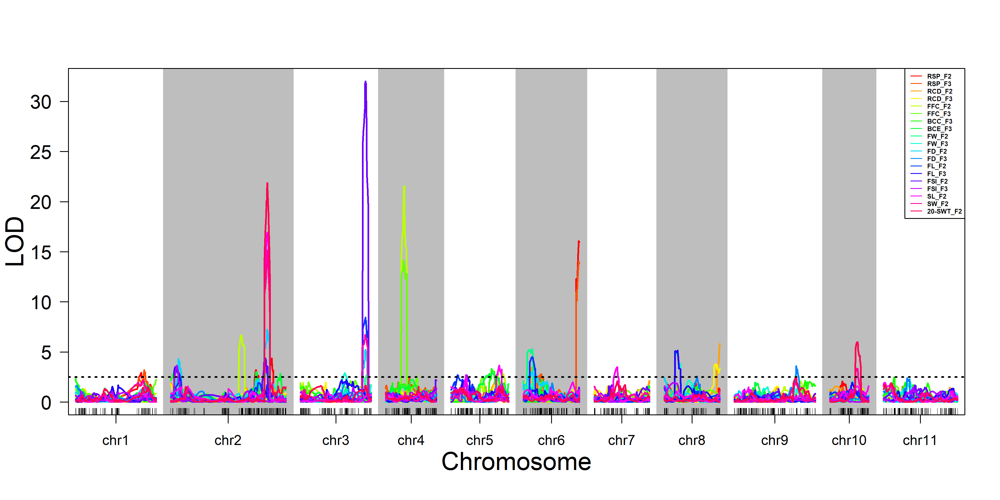 LOD
30
25
20
15
10
5
0
RSP_F2
RSP_F3
RCD_F2
RCD_F3
FFC_F2
FFC_F3
BCC_F3
BCE_F3
FW_F2
FW_F3
FD_F2
FD_F3
FL_F2
FL_F3
FSI_F2
FSI_F3
SL_F2
SW_F2
20-SWT_F2
chr1 chr2 chr3 chr4 chr5 chr6 chr7 chr8 chr9 chr10 chr11
Chromosome